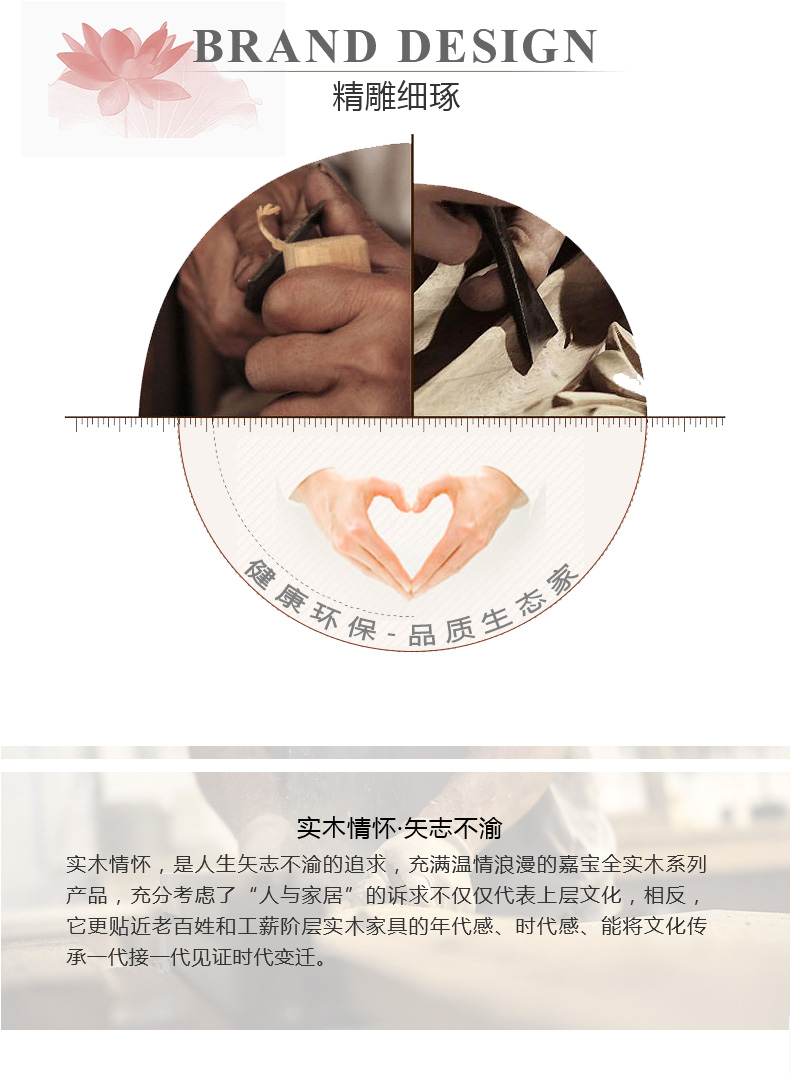 BRAND DESIGN
精雕细琢
健康环保-品质生态家
实木情怀·矢志不渝
实木情怀，是人生矢志不渝的追求，充满温情浪漫的嘉宝全实木系列
产品，充分考虑了“人与家居”的诉求不仅仅代表上层文化，相反，
它更贴近老百姓和工薪阶层实木家具的年代感、时代感、能将文化传
承一代接一代见证时代变迁。